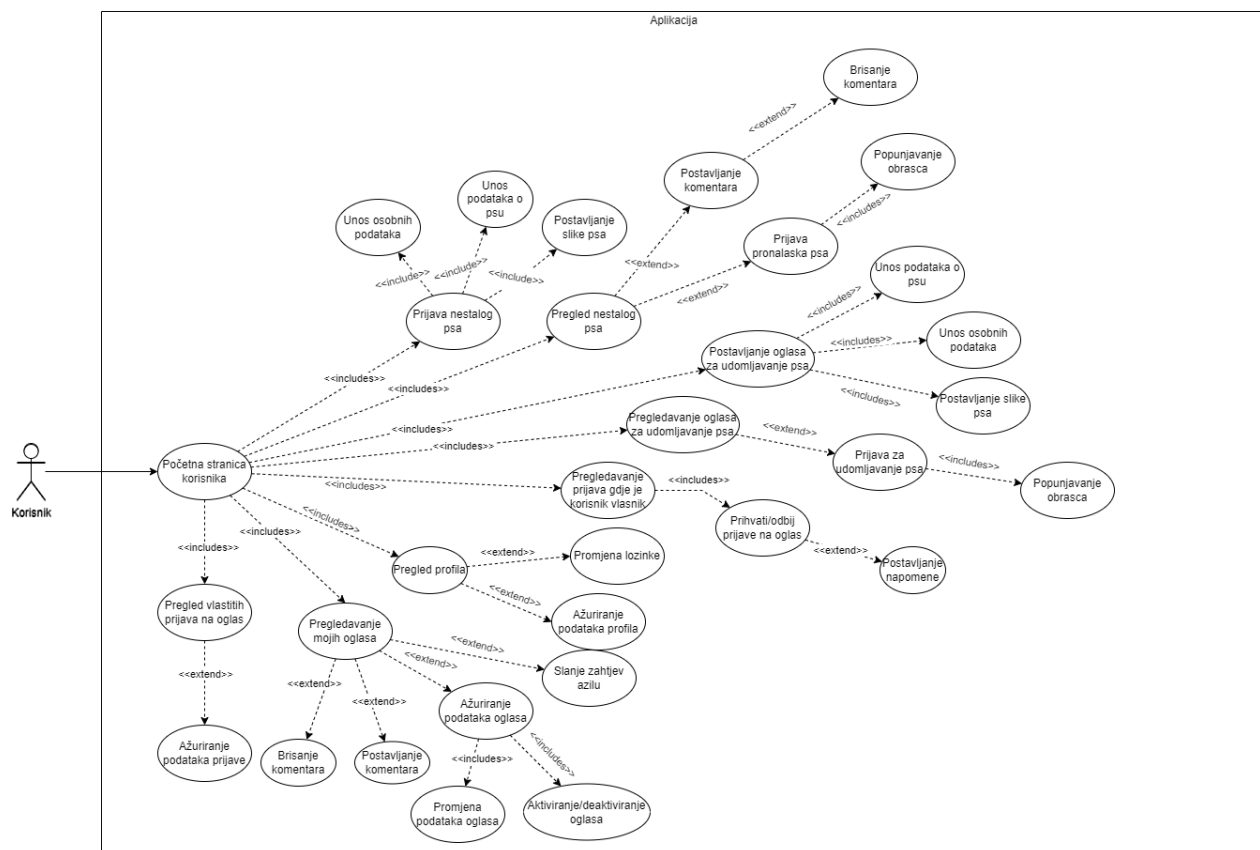 Aplikacija
Brisanje
komentara
<<extend>>
Postavljanje
komentara
Popunjavanje
obrasca
<<includes>>
Unos
podataka o
psu
Unos osobnih
podataka
Postavljanje
slike psa
Prijava
pronalaska psa
<<extend>>
<<extend>>
<<include>>
<<include>>
<<include>>
Prijava nestalog
psa
Pregled nestalog
psa
Unos podataka o
psu
<<includes>>
Unos osobnih
podataka
<<includes>>
Postavljanje oglasa
za udomljavanje psa
<<includes>>
Postavljanje slike
psa
<<includes>>
<<includes>>
<<includes>>
<<includes>>
Pregledavanje oglasa
za udomljavanje psa
<<extend>>
Prijava za
udomljavanje psa
<<includes>>
Popunjavanje
obrasca
Korisnik
Početna stranica
korisnika
<<includes>>
Pregledavanje
prijava gdje je
korisnik vlasnik
<<includes>>
Prihvati/odbij
prijave na oglas
<<extend>>
Postavljanje
napomene
<<includes>>
<<includes>>
<<includes>>
Pregled profila
<<extend>>
Promjena lozinke
<<extend>>
Ažuriranje
podataka profila
Pregled vlastitih
prijava na oglas
Pregledavanje
mojih oglasa
<<extend>>
Slanje zahtjev
azilu
<<extend>>
<<extend>>
<<extend>>
<<extend>>
Ažuriranje
podataka oglasa
Ažuriranje
podataka prijave
Brisanje
komentara
Postavljanje
komentara
<<includes>>
<<includes>>
Promjena
podataka oglasa
Aktiviranje/deaktiviranje
oglasa